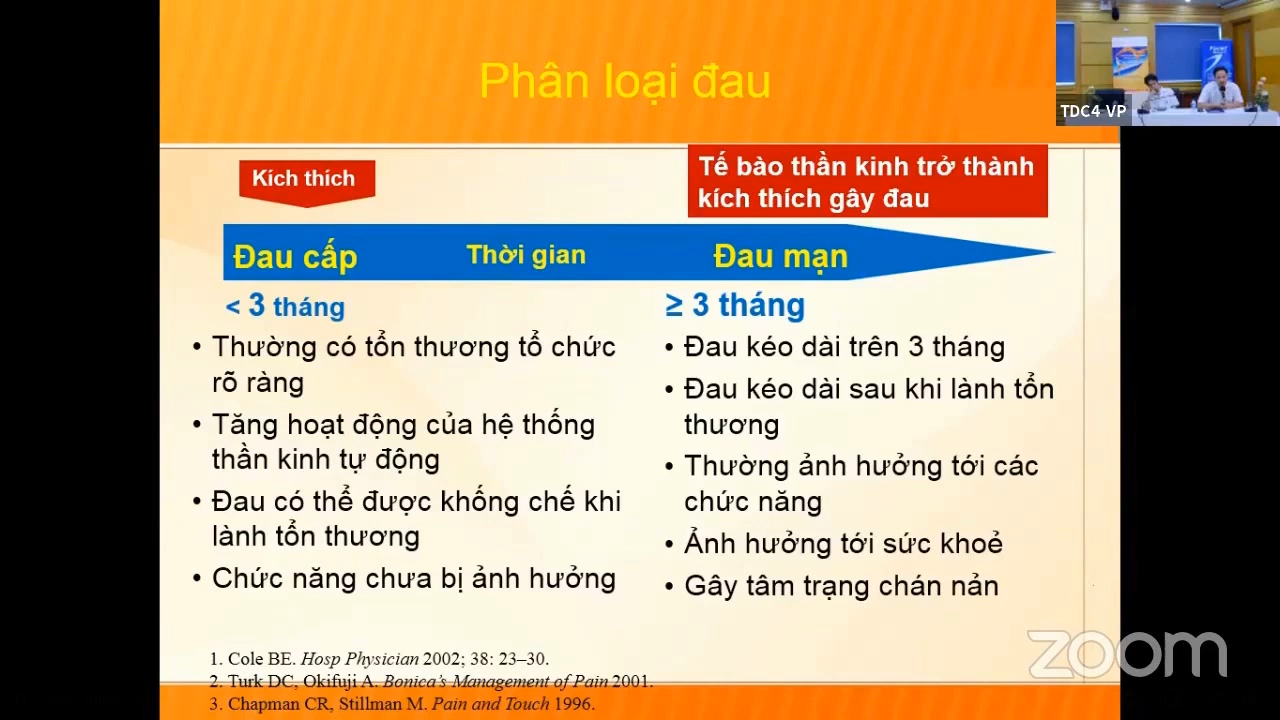 Phân loại đau
TDC4 VP
Kích thích
Tế bào thần kinh trở thành
kích thích gây đau
Đau cấp
Thời gian
Đau mạn
< 3 tháng
≥ 3 tháng
• Thường có tổn thương tổ chức
rõ ràng
• Tăng hoạt động của hệ thống
thần kinh tự động
• Đau có thể được khống chế khi
lành tổn thương
• Chức năng chưa bị ảnh hưởng
• Đau kéo dài trên 3 tháng
• Đau kéo dài sau khi lành tổn
thương
• Thường ảnh hưởng tới các
chức năng
• Ảnh hưởng tới sức khoẻ
• Gây tâm trạng chán nản
1. Cole BE. Hosp Physician 2002; 38: 23–30.
2. Turk DC, Okifuji A. Bonica's Management of Pain 2001.
3. Chapman CR, Stillman M. Pain and Touch 1996.
zoom